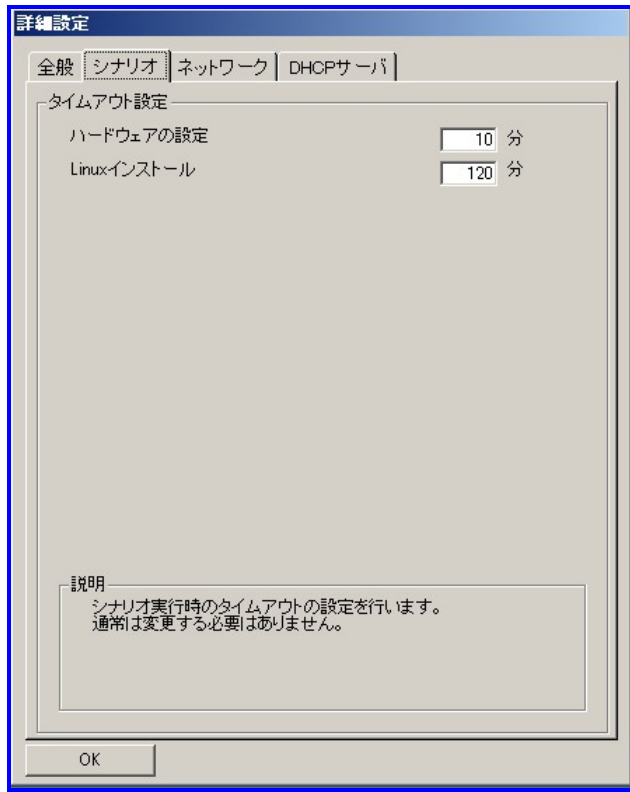 詳細設定
全般 シナリオ ネットワーク DHCPサーバ
タイムアウト設定
ハードウェアの設定 10 分
Linuxインストール 120 分
説明
シナリオ実行時のタイムアウトの設定を行います。
通常は変更する必要はありません。
OK